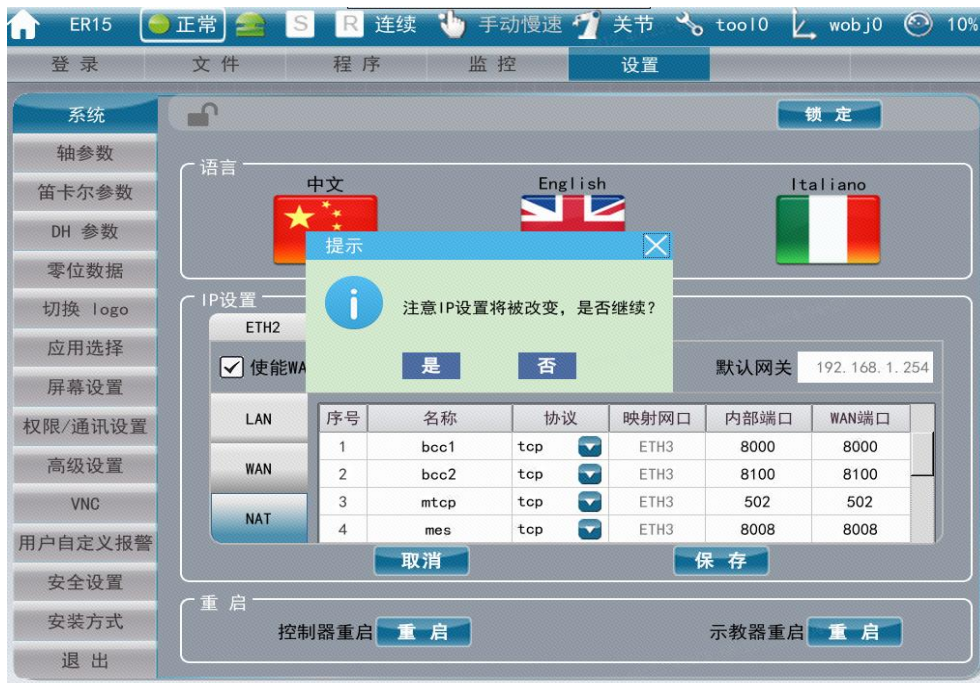 ER15 正常 S R 连续 手动慢速 关节 tool0 wobj0 10%
登 录 文 件 程 序 监 控 设置
系统
轴参数
笛卡尔参数
DH 参数
零位数据
切换 logo
应用选择
屏幕设置
权限/通讯设置
高级设置
VNC
用户自定义报警
安全设置
安装方式
退 出
锁 定
语言
中文 English Italiano
提示
注意IP设置将被改变，是否继续？
是 否
IP设置
ETH2
使能WA 默认网关 192.168.1.254
LAN
WAN
NAT
序号 名称 协议 映射网口 内部端口 WAN端口
1 bcc1 tcp ETH3 8000 8000
2 bcc2 tcp ETH3 8100 8100
3 mtcp tcp ETH3 502 502
4 mes tcp ETH3 8008 8008
取消 保 存
重 启
控制器重启 重 启 示教器重启 重 启